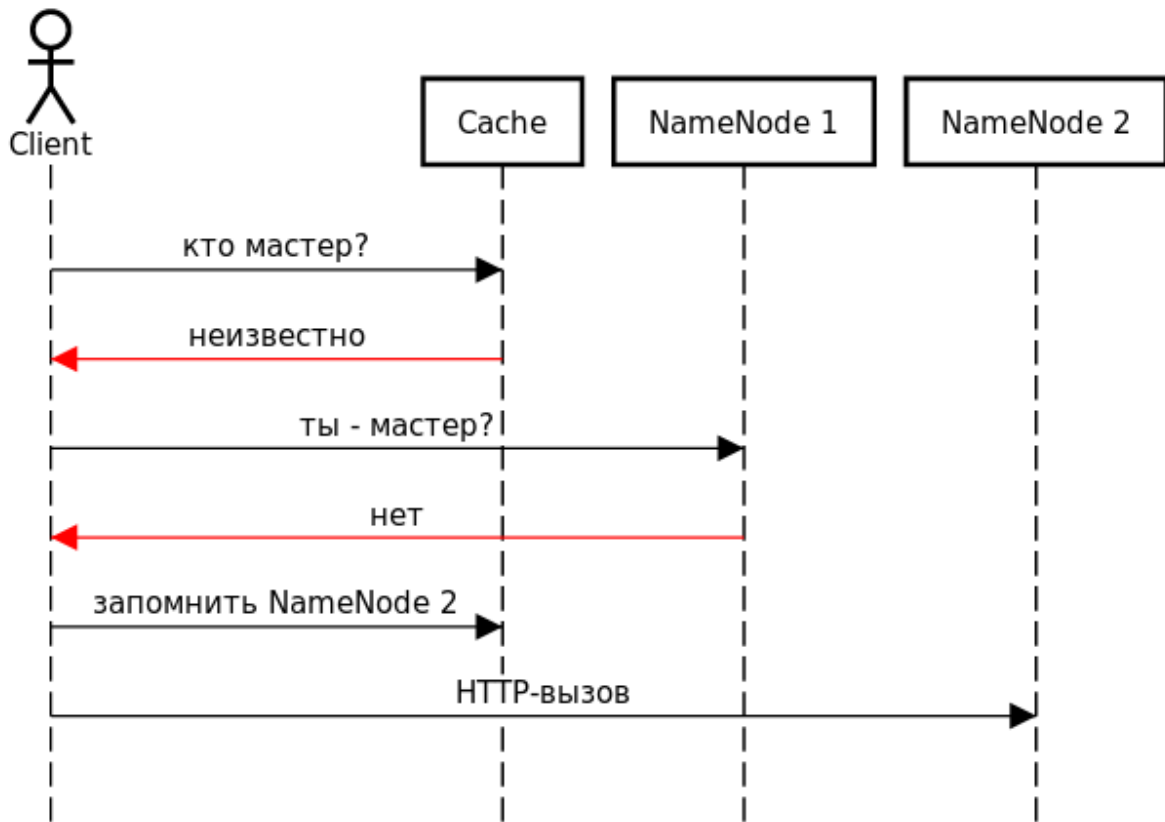 Client
Cache
NameNode 1
NameNode 2
кто мастер?
неизвестно
ты - мастер?
нет
запомнить NameNode 2
HTTP-вызов